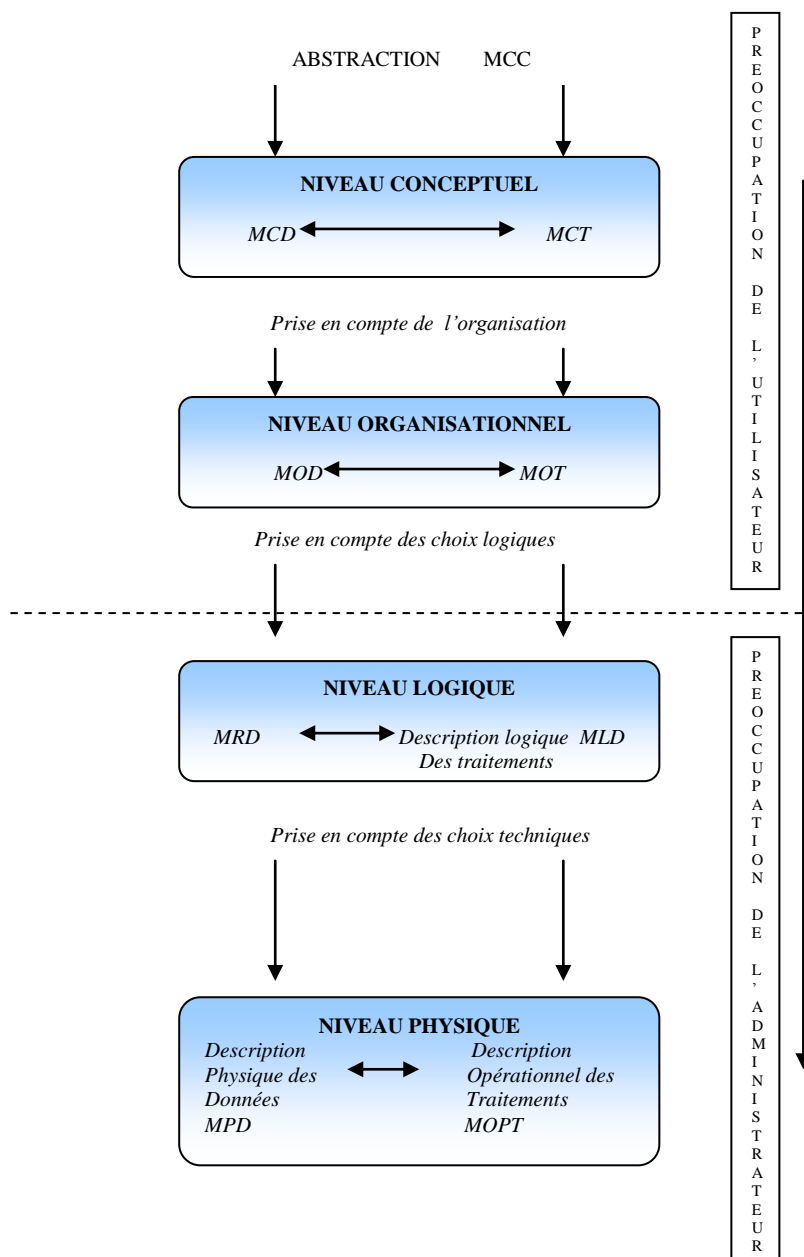 ABSTRACTION MCC
NIVEAU CONCEPTUEL
MCD MCT
Prise en compte de l’organisation
NIVEAU ORGANISATIONNEL
MOD MOT
Prise en compte des choix logiques
NIVEAU LOGIQUE
MRD Description logique MLD
Des traitements
Prise en compte des choix techniques
NIVEAU PHYSIQUE
Description Description
Physique des Opérationnel des
Données Traitements
MPD MOPT
PREOCCUPATION DE L’UTILISATEUR
PREOCCUPATION DE L’ADMINISTRATEUR